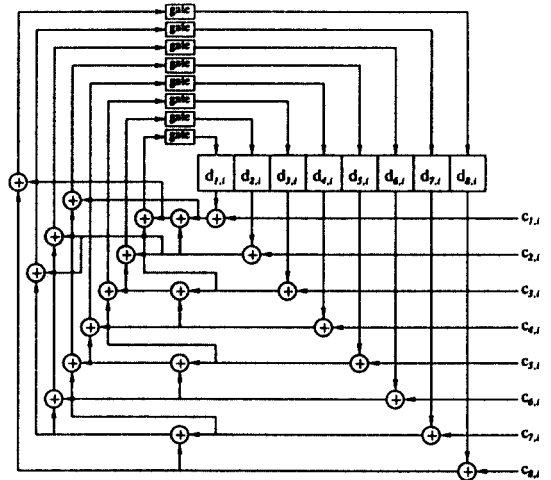 gate
gate
gate
gate
gate
gate
gate
gate
d1,i d2,i d3,i d4,i d5,i d6,i d7,i d8,i
c1,i
c2,i
c3,i
c4,i
c5,i
c6,i
c7,i
c8,i